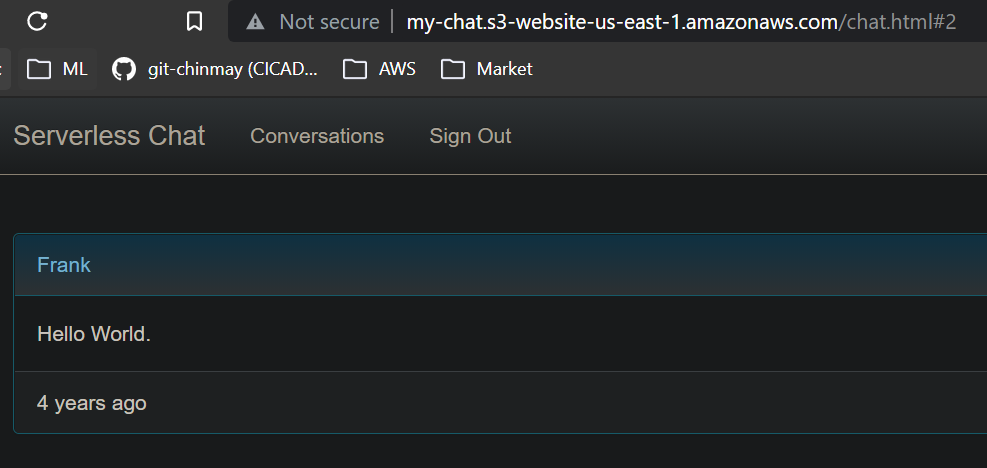 Not secure my-chat.s3-website-us-east-1.amazonaws.com/chat.html#2
ML git-chinmay (CICAD... AWS Market
Serverless Chat Conversations Sign Out
Frank
Hello World.
4 years ago